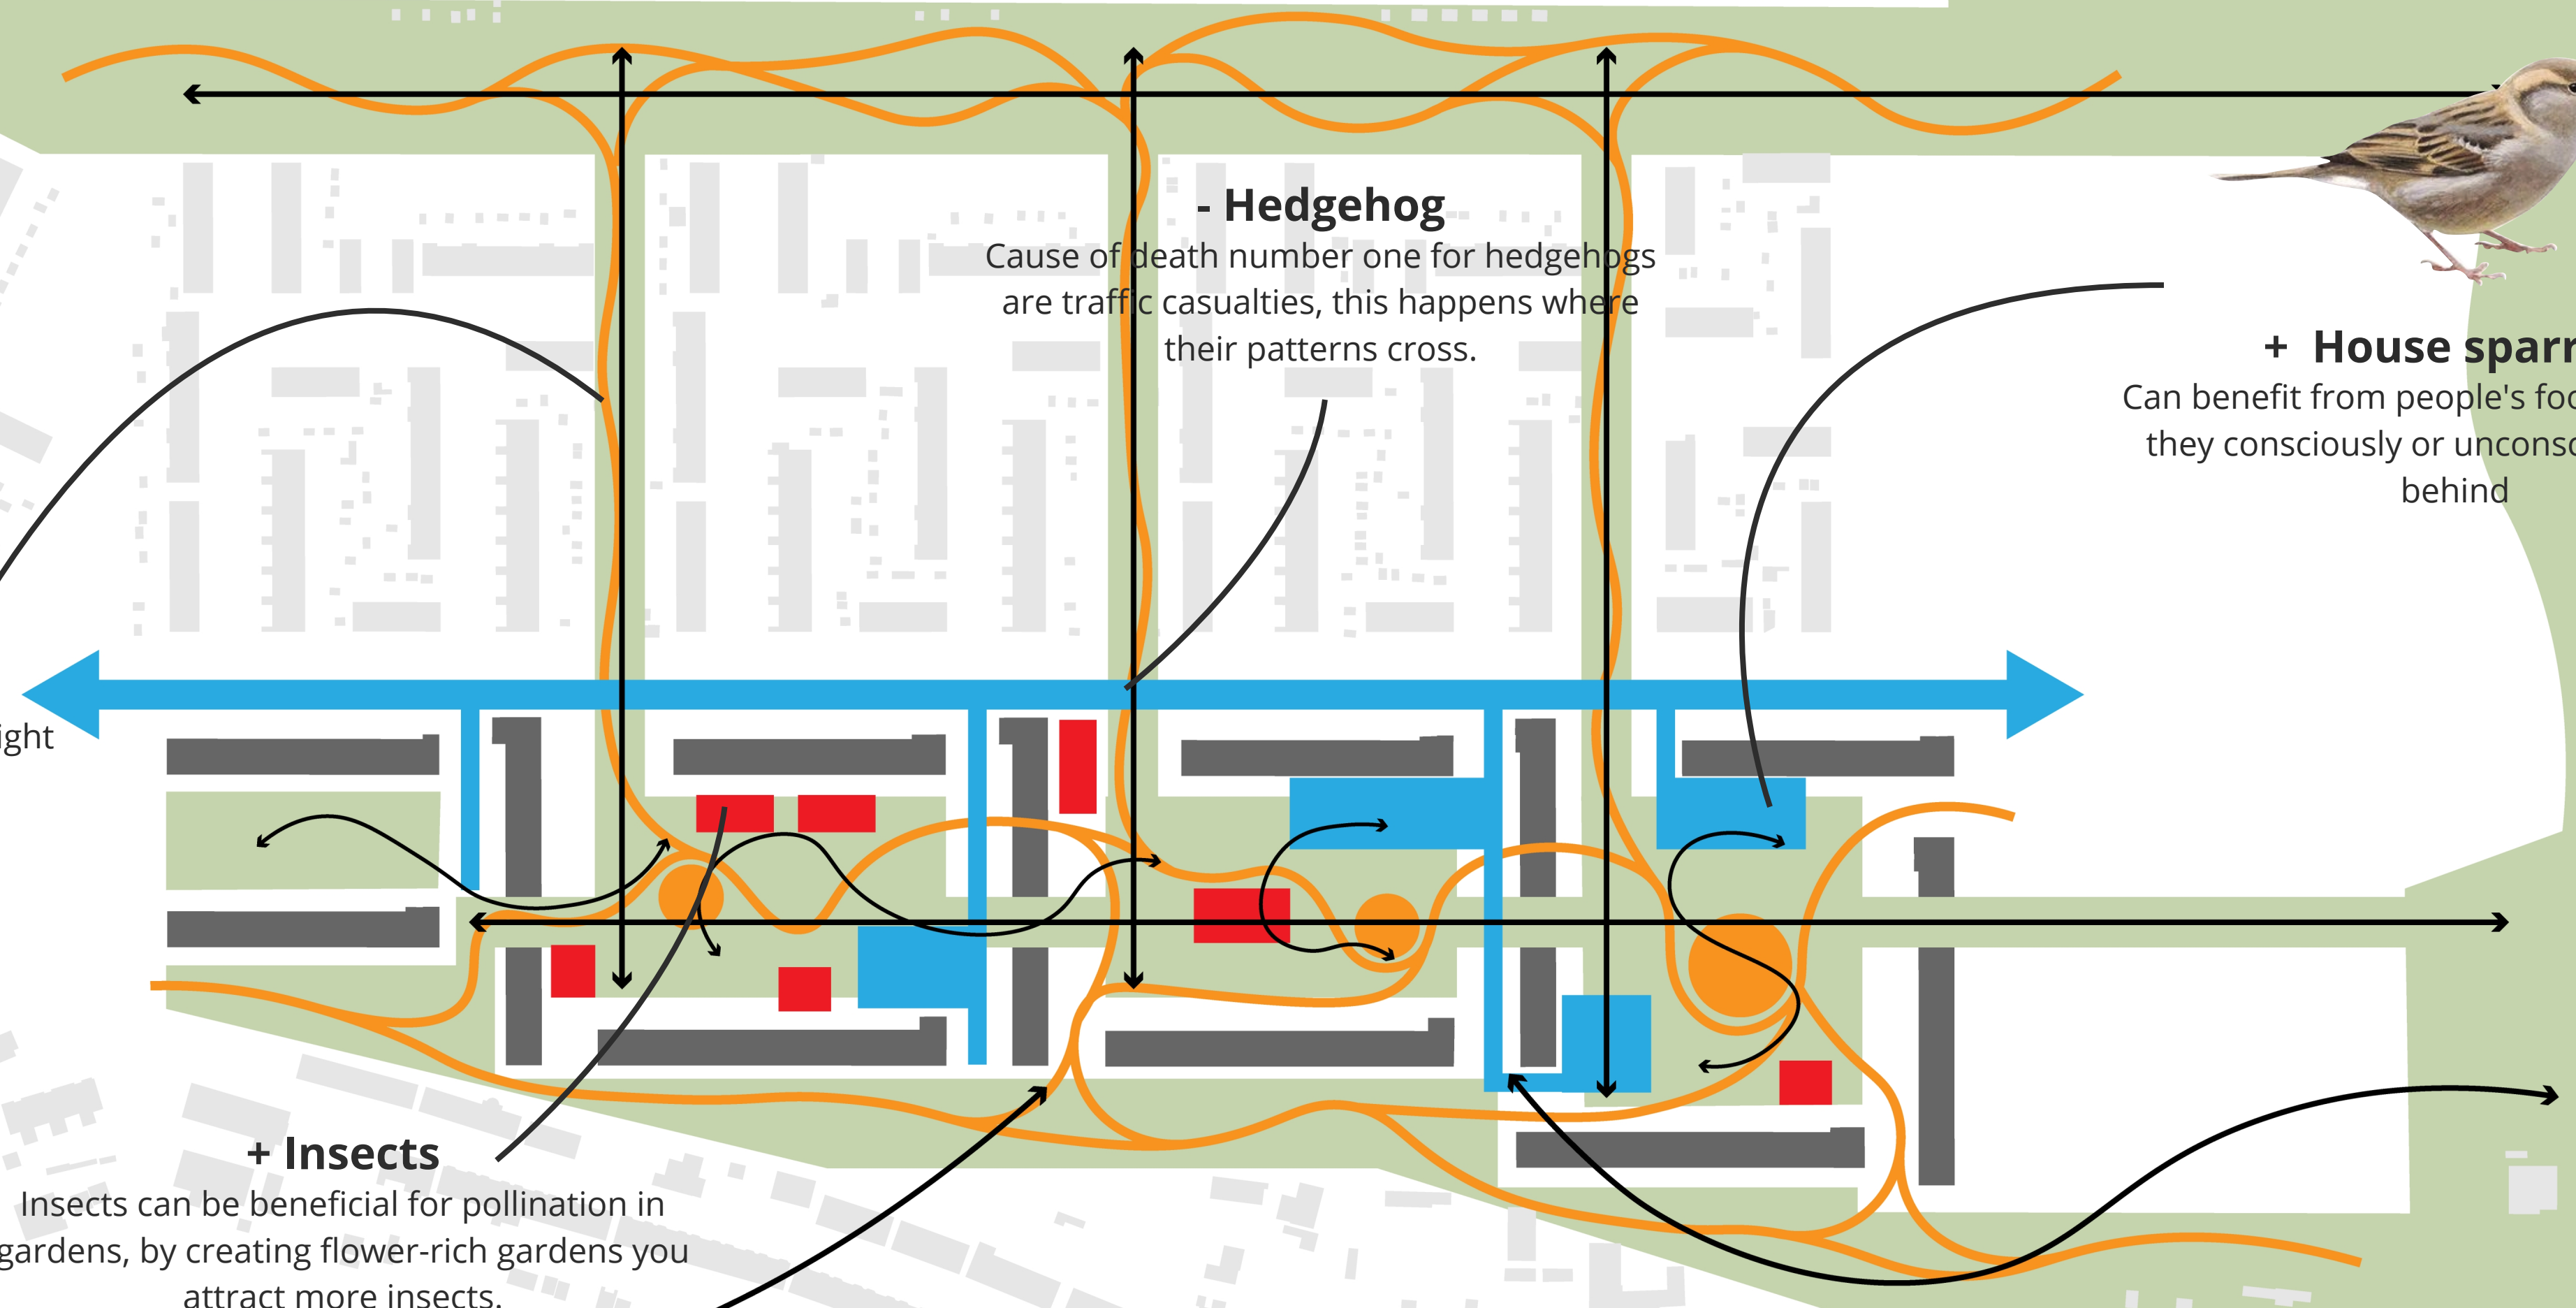 - Hedgehog
Cause of death number one for hedgehogs
are traffic casualties, this happens where
their patterns cross.
+ House sparr
Can benefit from people's foo
they consciously or unconsc
behind
ight
+ Insects
Insects can be beneficial for pollination in
gardens, by creating flower-rich gardens you
attract more insects.